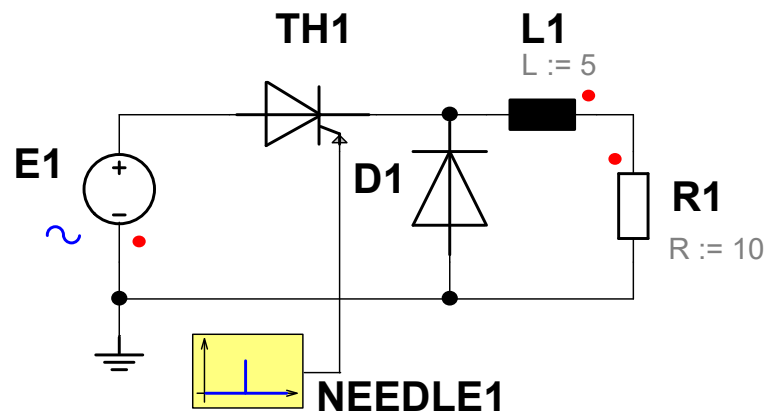 TH1
L1
L := 5
E1
D1
R1
R := 10
NEEDLE1